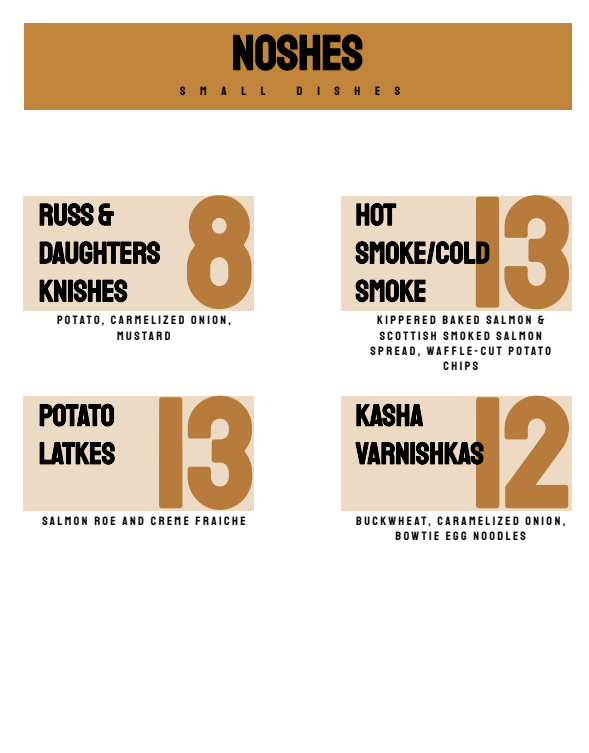 NOSHES
SMALL DISHES
RUSS &
DAUGHTERS
KNISHES
8
POTATO, CARMELIZED ONION,
MUSTARD
HOT
SMOKE/COLD
SMOKE
13
KIPPERED BAKED SALMON &
SCOTTISH SMOKED SALMON
SPREAD, WAFFLE-CUT POTATO
CHIPS
POTATO
LATKES
13
SALMON ROE AND CREME FRAICHE
KASHA
VARNISHKAS
12
BUCKWHEAT, CARAMELIZED ONION,
BOWTIE EGG NOODLES